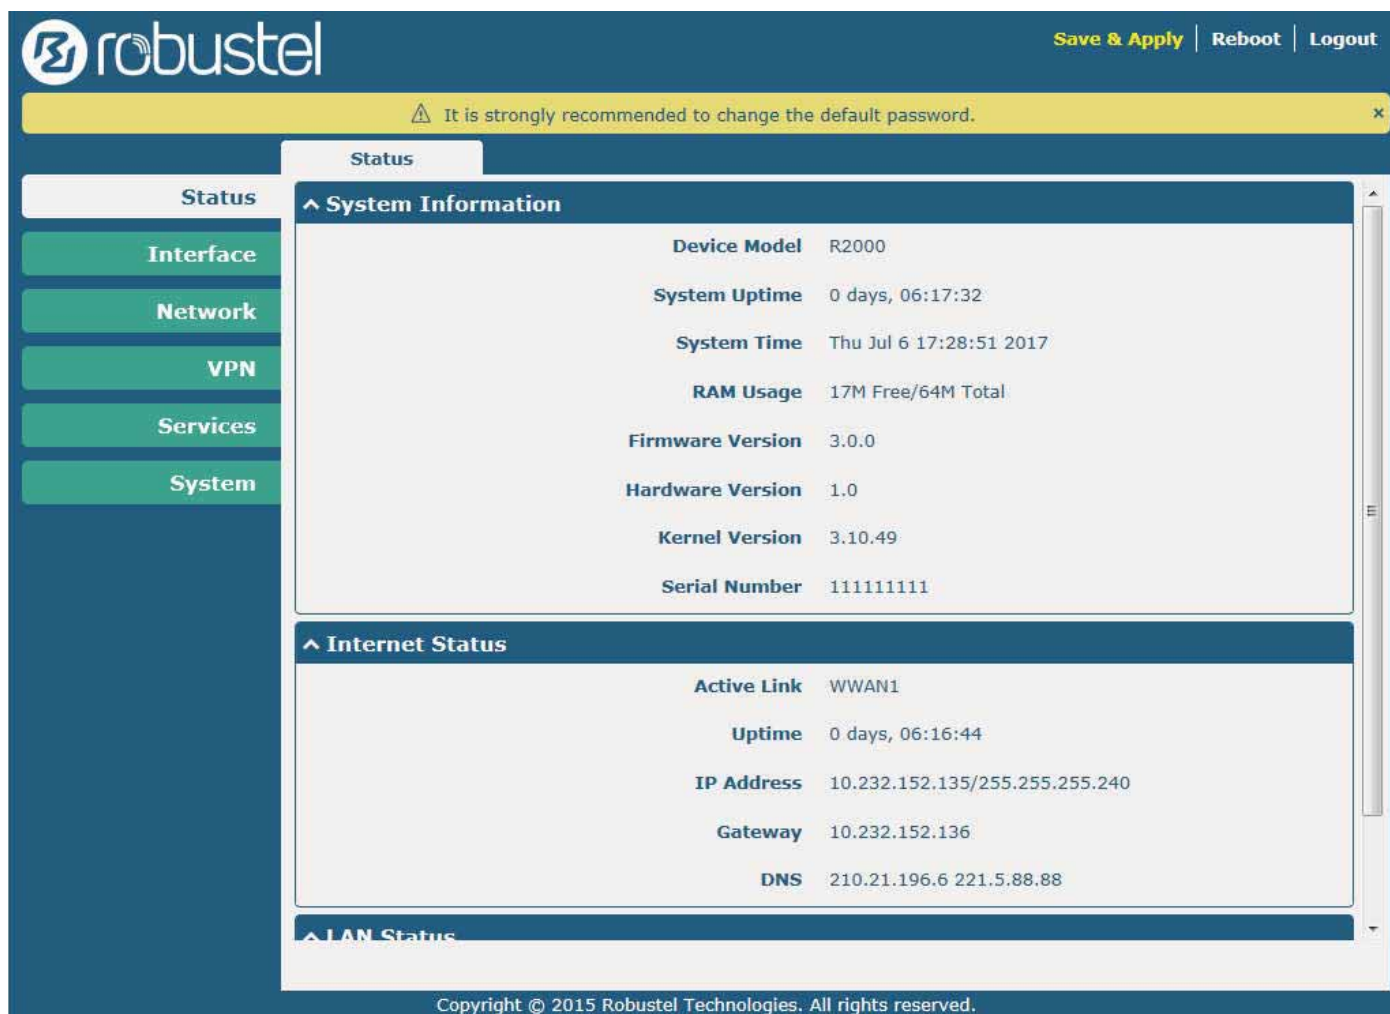 robustel
Save & Apply | Reboot | Logout
⚠ It is strongly recommended to change the default password. ×
Status
Status
Interface
Network
VPN
Services
System
^ System Information
Device Model R2000
System Uptime 0 days, 06:17:32
System Time Thu Jul 6 17:28:51 2017
RAM Usage 17M Free/64M Total
Firmware Version 3.0.0
Hardware Version 1.0
Kernel Version 3.10.49
Serial Number 111111111
^ Internet Status
Active Link WWAN1
Uptime 0 days, 06:16:44
IP Address 10.232.152.135/255.255.255.240
Gateway 10.232.152.136
DNS 210.21.196.6 221.5.88.88
^ LAN Status
Copyright © 2015 Robustel Technologies. All rights reserved.